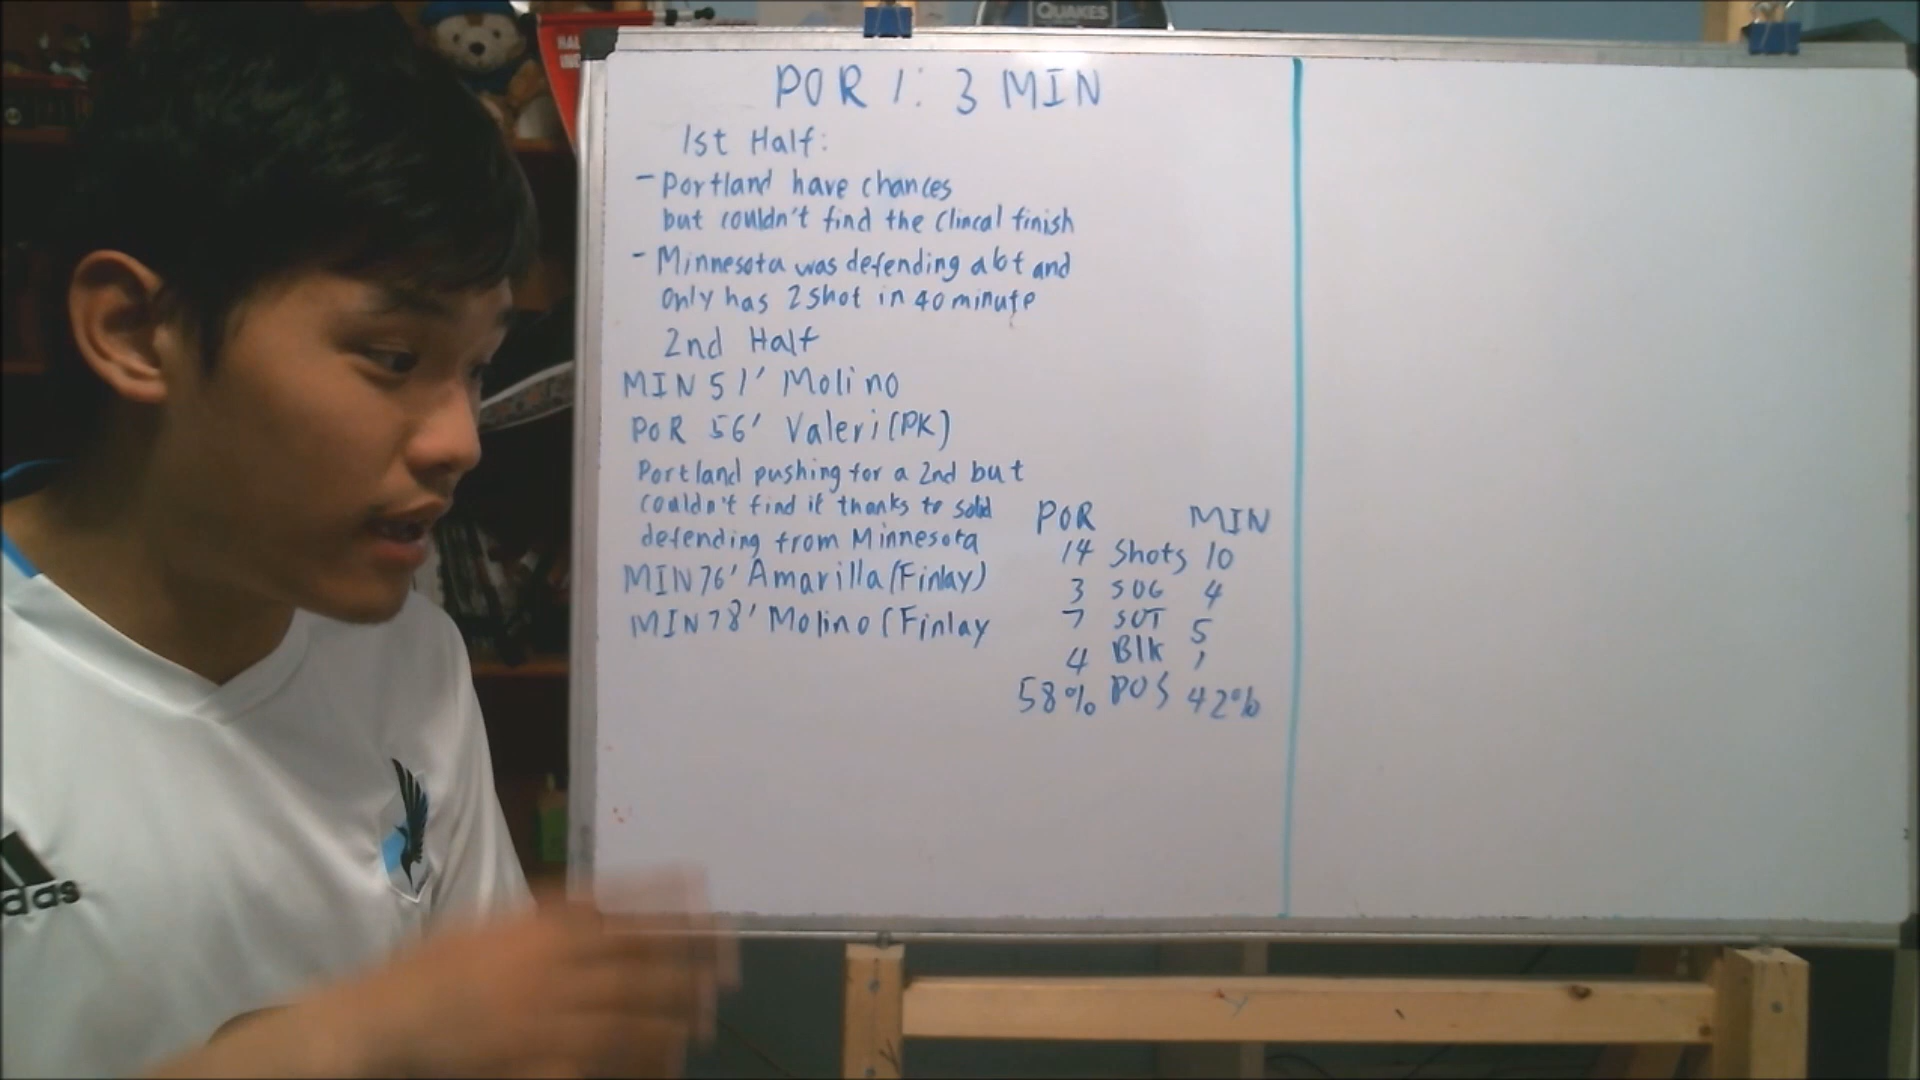 QUAKES
HAL
POR 1 : 3 MIN
1st Half:
- Portland have chances
but couldn't find the Clincal finish
- Minnesota was defending alot and
Only has 2 Shot in 40 minute
2nd Half
MIN 51' Molino
POR 56' Valeri (PK)
Portland pushing for a 2nd but
couldn't find it thanks to solid
defending from Minnesota
MIN 76' Amarilla (Finlay)
MIN 78' Molino (Finlay
POR MIN
14 Shots 10
3 SOG 4
7 SOT 5
4 Blk 1
58% POS 42%
das